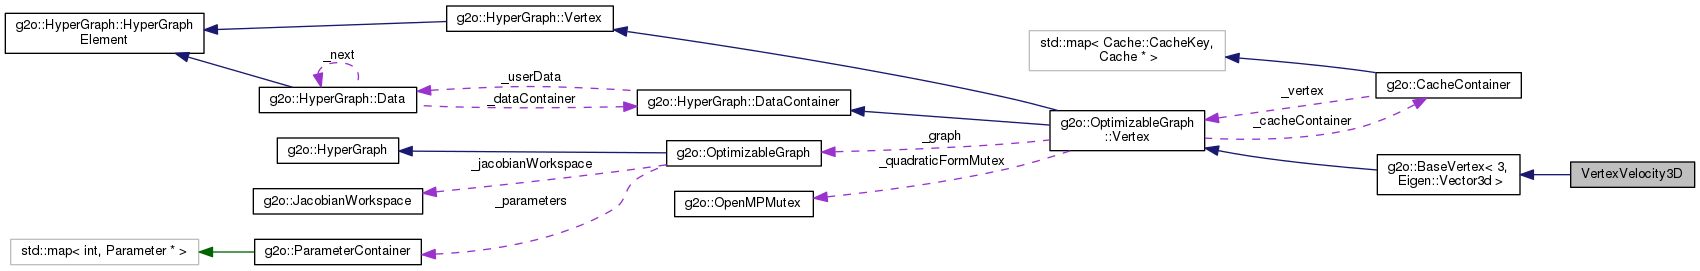 g2o::HyperGraph::HyperGraph
Element
g2o::HyperGraph::Vertex
_next
g2o::HyperGraph::Data
_userData
_dataContainer
g2o::HyperGraph::DataContainer
std::map< Cache::CacheKey,
Cache * >
g2o::CacheContainer
_vertex
_cacheContainer
g2o::OptimizableGraph
::Vertex
_graph
_quadraticFormMutex
g2o::HyperGraph
g2o::OptimizableGraph
_jacobianWorkspace
_parameters
g2o::JacobianWorkspace
g2o::OpenMPMutex
g2o::BaseVertex< 3,
Eigen::Vector3d >
VertexVelocity3D
std::map< int, Parameter * >
g2o::ParameterContainer